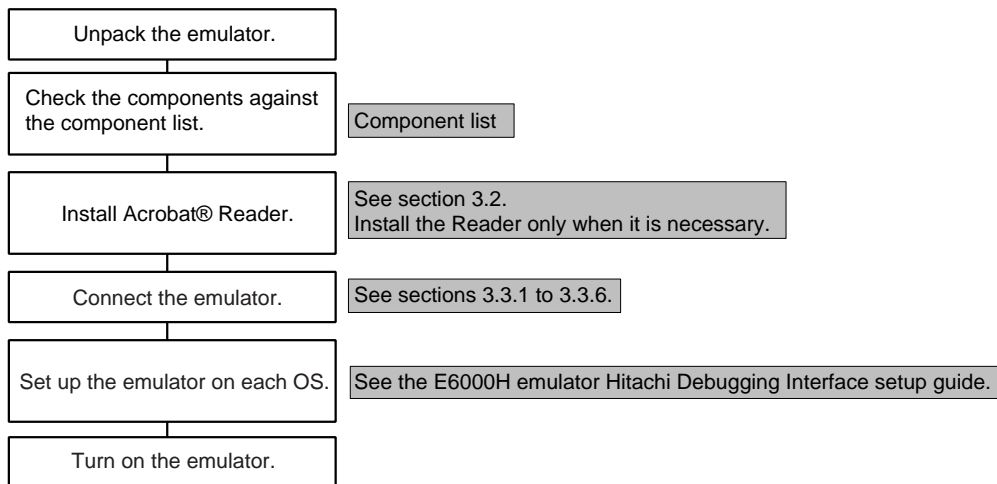 Unpack the emulator.
Check the components against
the component list.
Component list
Install Acrobat® Reader.
See section 3.2.
Install the Reader only when it is necessary.
Connect the emulator.
See sections 3.3.1 to 3.3.6.
Set up the emulator on each OS.
See the E6000H emulator Hitachi Debugging Interface setup guide.
Turn on the emulator.